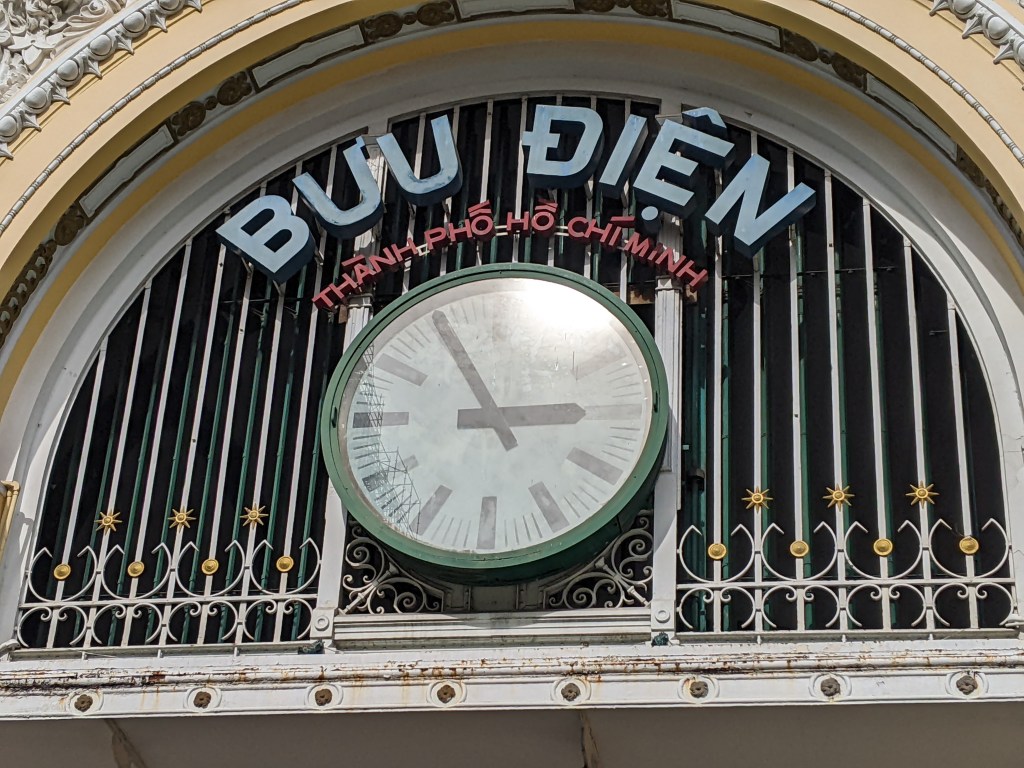 BƯU ĐIỆN
THÀNH PHỐ HỒ CHÍ MINH